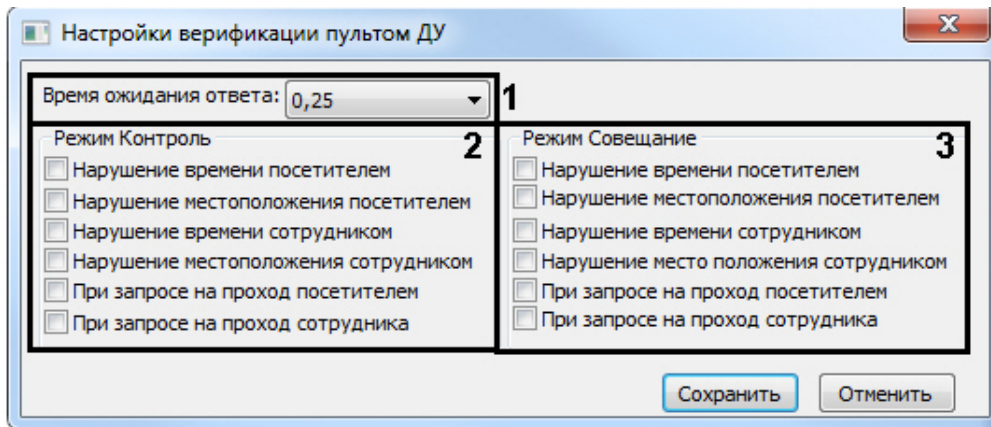 Настройки верификации пультом ДУ
Время ожидания ответа: 0,25 1
Режим Контроль 2
Нарушение времени посетителем
Нарушение местоположения посетителем
Нарушение времени сотрудником
Нарушение местоположения сотрудником
При запросе на проход посетителем
При запросе на проход сотрудника
Режим Совещание 3
Нарушение времени посетителем
Нарушение местоположения посетителем
Нарушение времени сотрудником
Нарушение место положения сотрудником
При запросе на проход посетителем
При запросе на проход сотрудника
Сохранить Отменить